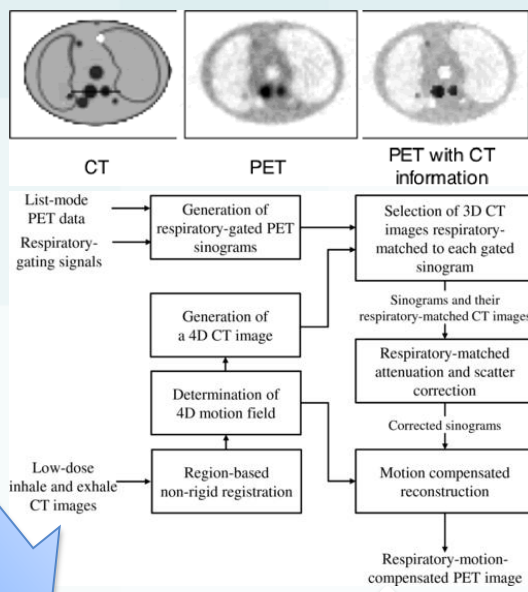 CT
PET
PET with CT
information
List-mode
PET data
Respiratory-
gating signals
Generation of
respiratory-gated PET
sinograms
Selection of 3D CT
images respiratory-
matched to each gated
sinogram
Sinograms and their
respiratory-matched CT images
Generation of
a 4D CT image
Respiratory-matched
attenuation and scatter
correction
Determination of
4D motion field
Corrected sinograms
Low-dose
inhale and exhale
CT images
Region-based
non-rigid registration
Motion compensated
reconstruction
Respiratory-motion-
compensated PET image